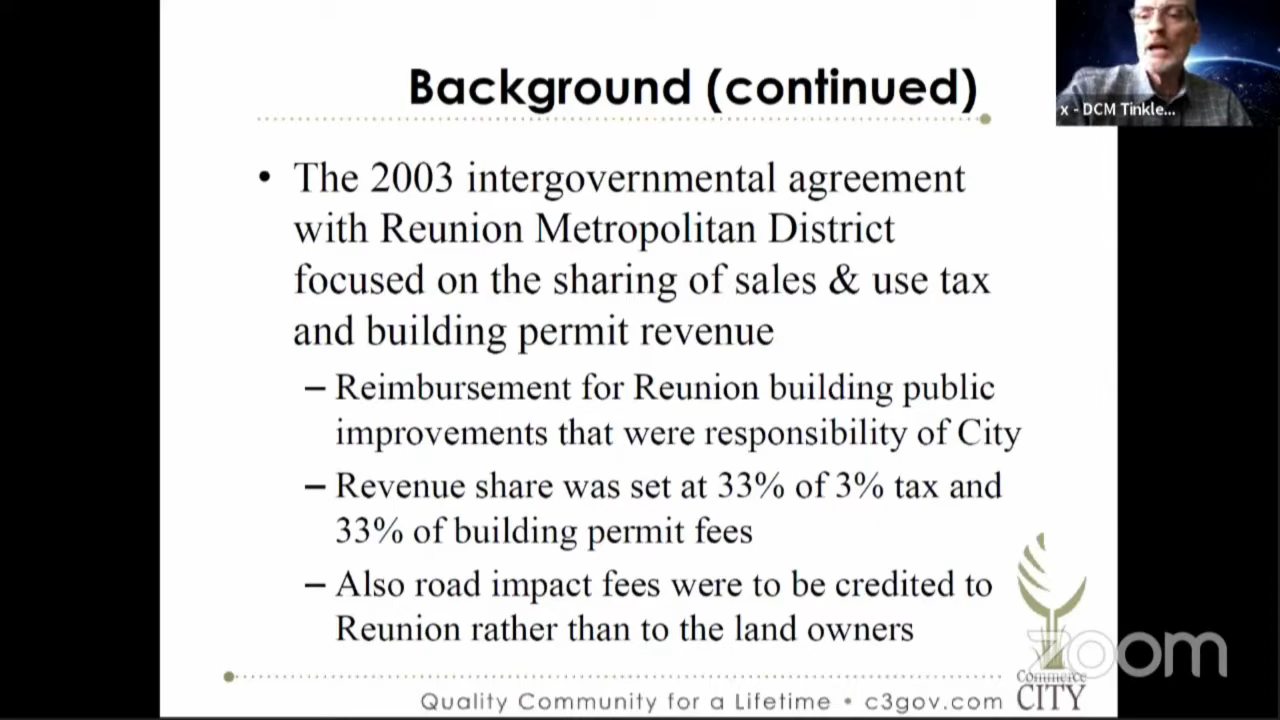 Background (continued)
x - DCM Tinkle...
• The 2003 intergovernmental agreement
with Reunion Metropolitan District
focused on the sharing of sales & use tax
and building permit revenue
– Reimbursement for Reunion building public
improvements that were responsibility of City
– Revenue share was set at 33% of 3% tax and
33% of building permit fees
– Also road impact fees were to be credited to
Reunion rather than to the land owners
zoom
Commerce
CITY
Quality Community for a Lifetime • c3gov.com